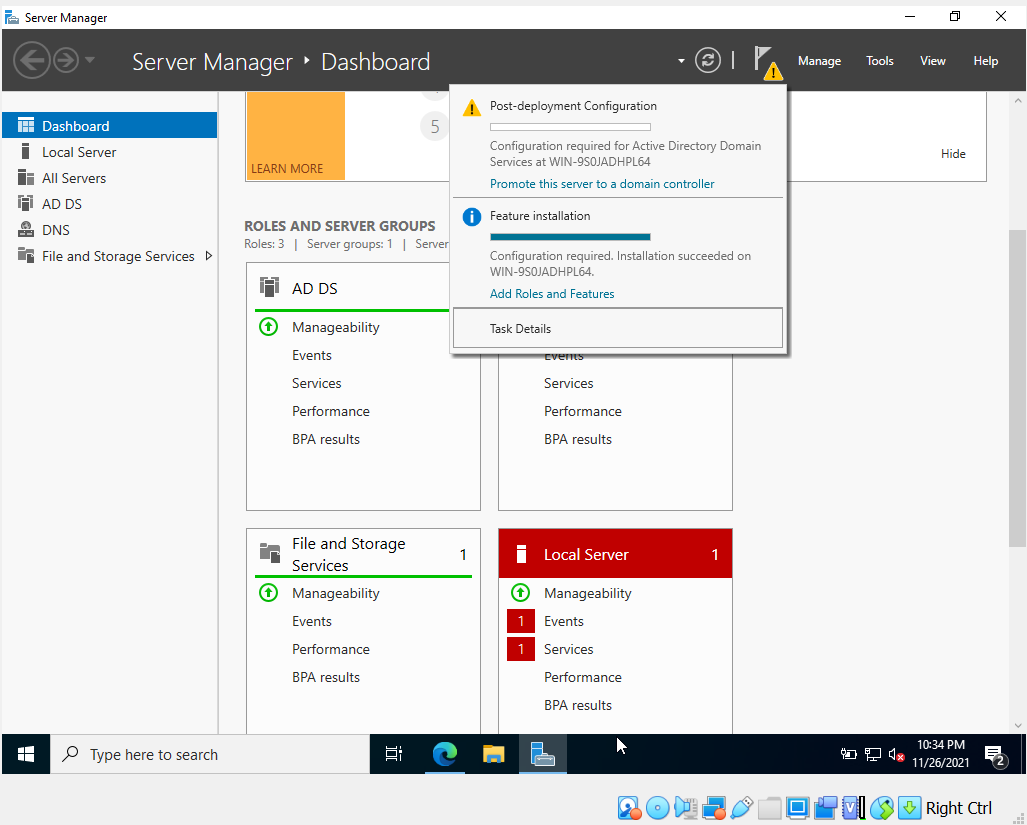 Server Manager
Server Manager ‣ Dashboard
Manage Tools View Help
Dashboard
Local Server
All Servers
AD DS
DNS
File and Storage Services
5
LEARN MORE
Hide
Post-deployment Configuration
Configuration required for Active Directory Domain
Services at WIN-9S0JADHPL64
Promote this server to a domain controller
Feature installation
Configuration required. Installation succeeded on
WIN-9S0JADHPL64.
Add Roles and Features
Task Details
ROLES AND SERVER GROUPS
Roles: 3 | Server groups: 1 | Server
AD DS
Manageability
Events
Services
Performance
BPA results
Events
Services
Performance
BPA results
File and Storage
Services
1
Manageability
Events
Performance
BPA results
Local Server 1
Manageability
1 Events
1 Services
Performance
BPA results
Type here to search
10:34 PM
11/26/2021
2
Right Ctrl